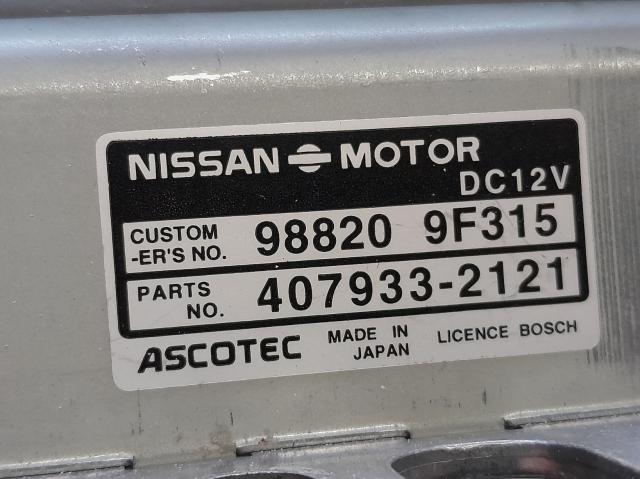 NISSAN MOTOR
DC12V
CUSTOM
-ER'S NO. 98820 9F315
PARTS
NO. 407933-2121
ASCOTEC MADE IN
JAPAN LICENCE BOSCH